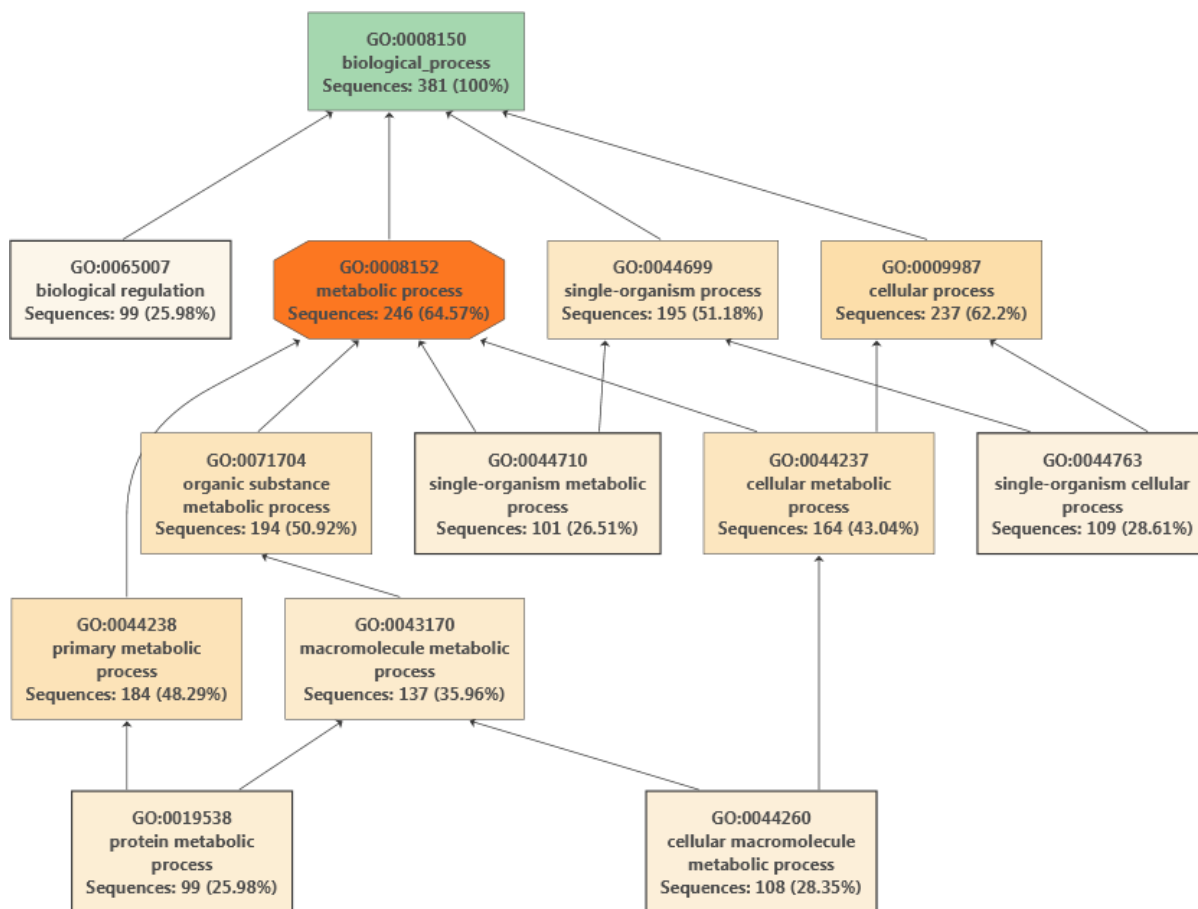 GO:0008150
biological_process
Sequences: 381 (100%)
GO:0065007
biological regulation
Sequences: 99 (25.98%)
GO:0008152
metabolic process
Sequences: 246 (64.57%)
GO:0044699
single-organism process
Sequences: 195 (51.18%)
GO:0009987
cellular process
Sequences: 237 (62.2%)
GO:0071704
organic substance
metabolic process
Sequences: 194 (50.92%)
GO:0044710
single-organism metabolic
process
Sequences: 101 (26.51%)
GO:0044237
cellular metabolic
process
Sequences: 164 (43.04%)
GO:0044763
single-organism cellular
process
Sequences: 109 (28.61%)
GO:0044238
primary metabolic
process
Sequences: 184 (48.29%)
GO:0043170
macromolecule metabolic
process
Sequences: 137 (35.96%)
GO:0019538
protein metabolic
process
Sequences: 99 (25.98%)
GO:0044260
cellular macromolecule
metabolic process
Sequences: 108 (28.35%)